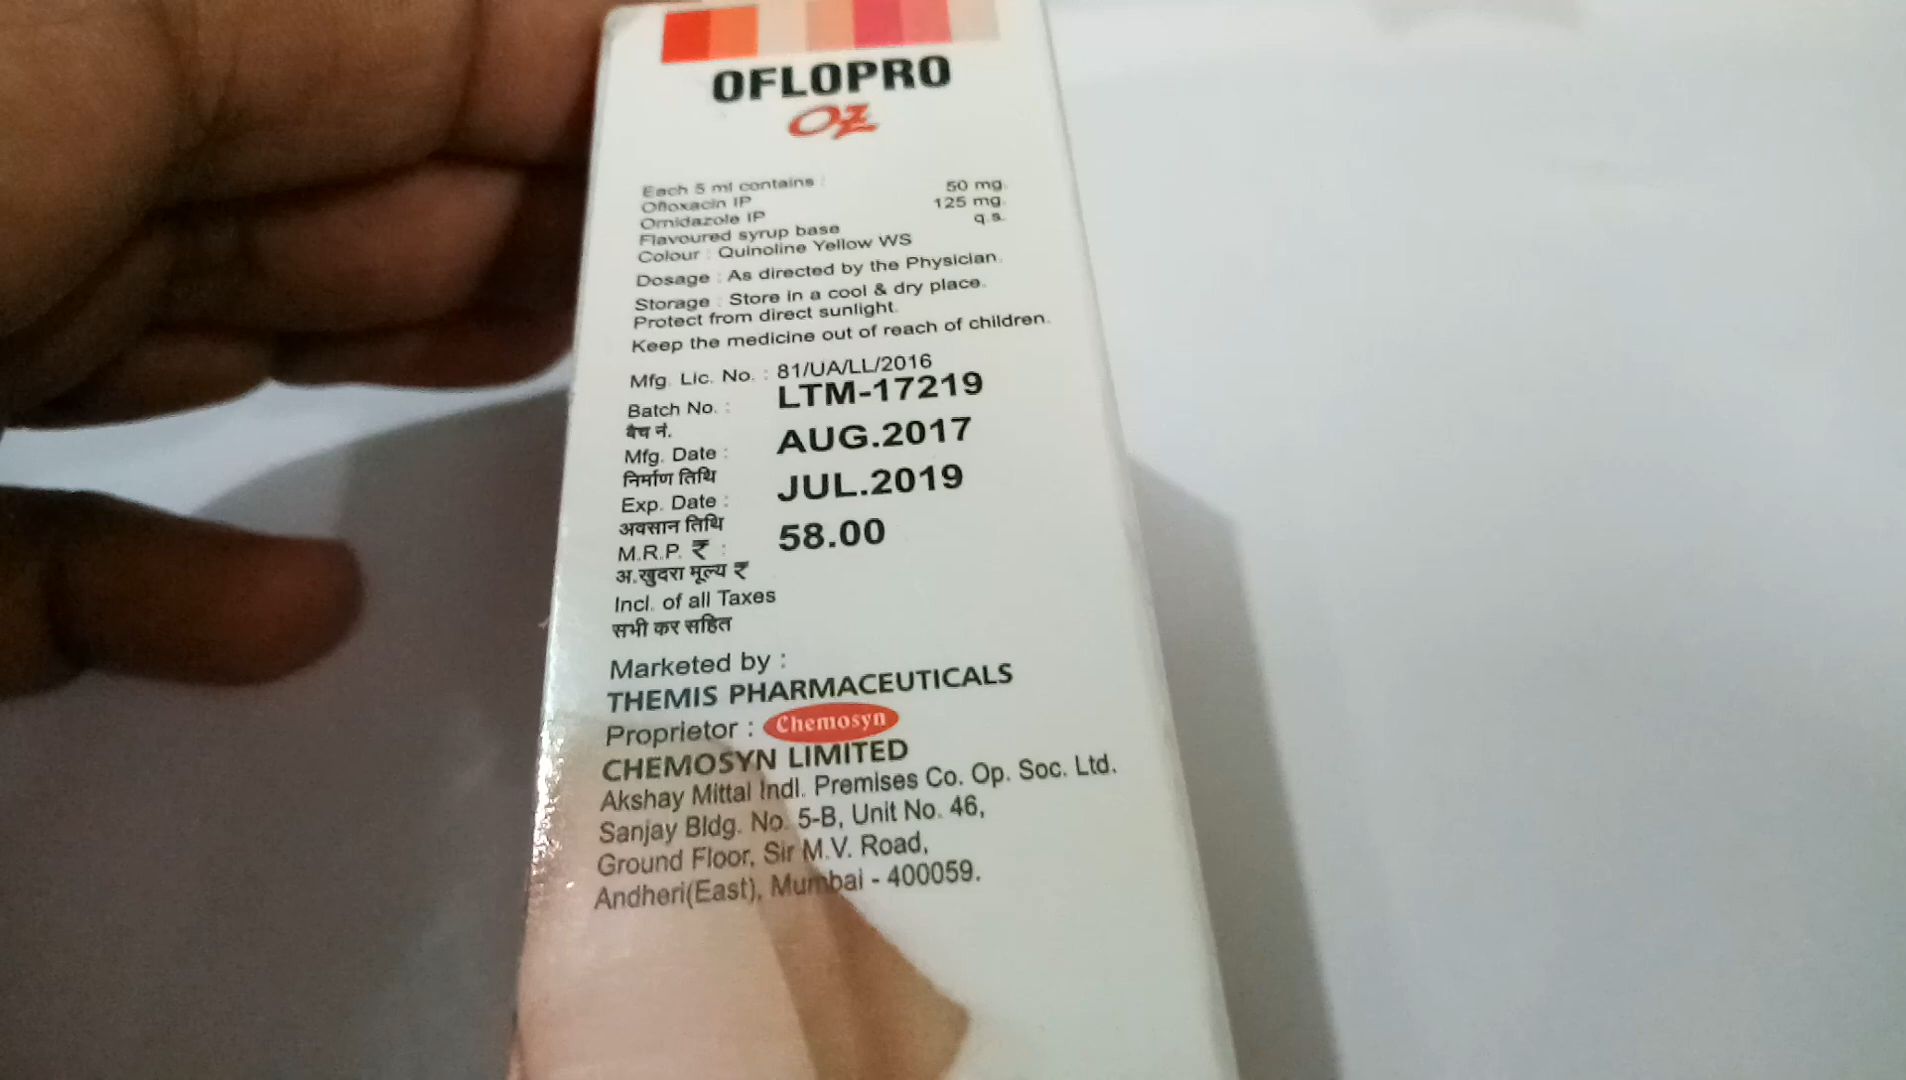 OFLOPRO
OZ
Each 5 ml contains :
Ofloxacin IP 50 mg.
Ornidazole IP 125 mg.
Flavoured syrup base q.s.
Colour : Quinoline Yellow WS
Dosage : As directed by the Physician.
Storage : Store in a cool & dry place.
Protect from direct sunlight.
Keep the medicine out of reach of children.
Mfg. Lic. No. : 81/UA/LL/2016
Batch No. : LTM-17219
बैच नं.
Mfg. Date : AUG.2017
निर्माण तिथि
Exp. Date : JUL.2019
अवसान तिथि
M.R.P. ₹ : 58.00
अ.खुदरा मूल्य ₹
Incl. of all Taxes
सभी कर सहित
Marketed by :
THEMIS PHARMACEUTICALS
Proprietor : Chemosyn
CHEMOSYN LIMITED
Akshay Mittal Indl. Premises Co. Op. Soc. Ltd.
Sanjay Bldg. No. 5-B, Unit No. 46,
Ground Floor, Sir M.V. Road,
Andheri(East), Mumbai - 400059.